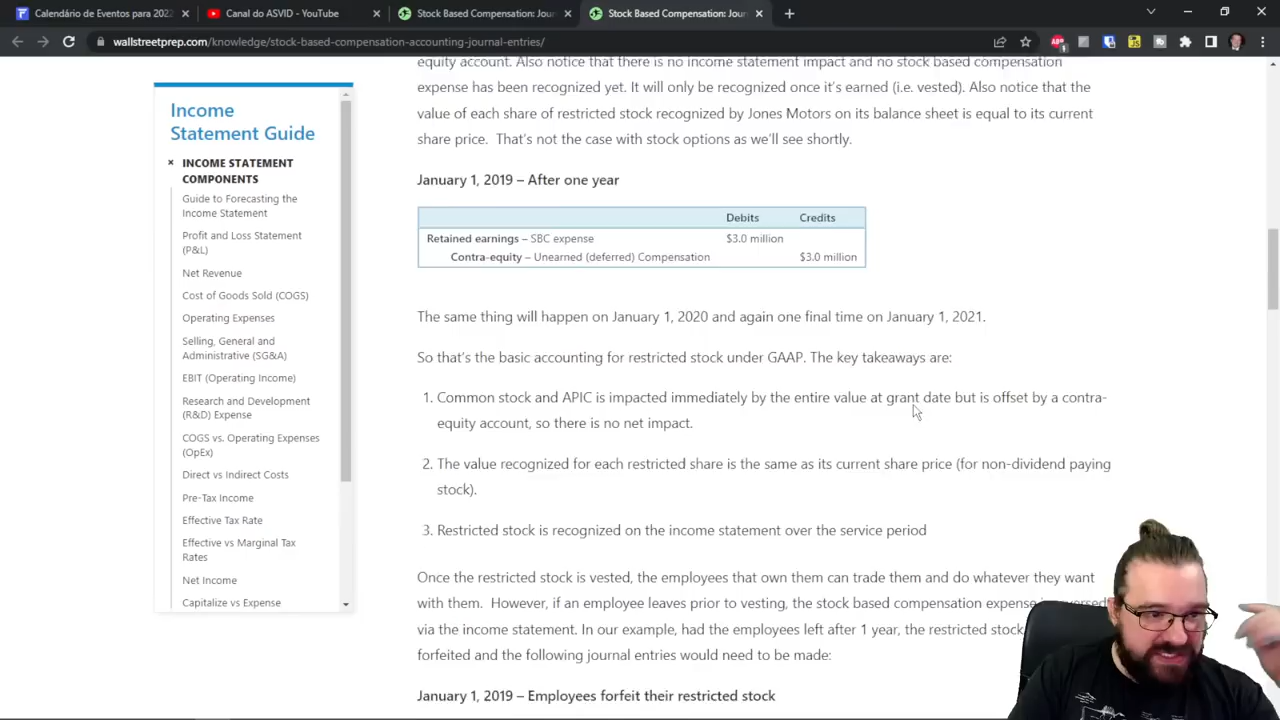 Calendário de Eventos para 2022
Canal do ASVID - YouTube
Stock Based Compensation: Jour
Stock Based Compensation: Jour
wallstreetprep.com/knowledge/stock-based-compensation-accounting-journal-entries/
Income
Statement Guide
INCOME STATEMENT
COMPONENTS
Guide to Forecasting the
Income Statement
Profit and Loss Statement
(P&L)
Net Revenue
Cost of Goods Sold (COGS)
Operating Expenses
Selling, General and
Administrative (SG&A)
EBIT (Operating Income)
Research and Development
(R&D) Expense
COGS vs. Operating Expenses
(OpEx)
Direct vs Indirect Costs
Pre-Tax Income
Effective Tax Rate
Effective vs Marginal Tax
Rates
Net Income
Capitalize vs Expense
equity account. Also notice that there is no income statement impact and no stock based compensation
expense has been recognized yet. It will only be recognized once it's earned (i.e. vested). Also notice that the
value of each share of restricted stock recognized by Jones Motors on its balance sheet is equal to its current
share price. That's not the case with stock options as we'll see shortly.
January 1, 2019 – After one year
Debits Credits
Retained earnings – SBC expense $3.0 million
Contra-equity – Unearned (deferred) Compensation $3.0 million
The same thing will happen on January 1, 2020 and again one final time on January 1, 2021.
So that's the basic accounting for restricted stock under GAAP. The key takeaways are:
1. Common stock and APIC is impacted immediately by the entire value at grant date but is offset by a contra-
equity account, so there is no net impact.
2. The value recognized for each restricted share is the same as its current share price (for non-dividend paying
stock).
3. Restricted stock is recognized on the income statement over the service period
Once the restricted stock is vested, the employees that own them can trade them and do whatever they want
with them. However, if an employee leaves prior to vesting, the stock based compensation expense
via the income statement. In our example, had the employees left after 1 year, the restricted stock
forfeited and the following journal entries would need to be made:
January 1, 2019 – Employees forfeit their restricted stock